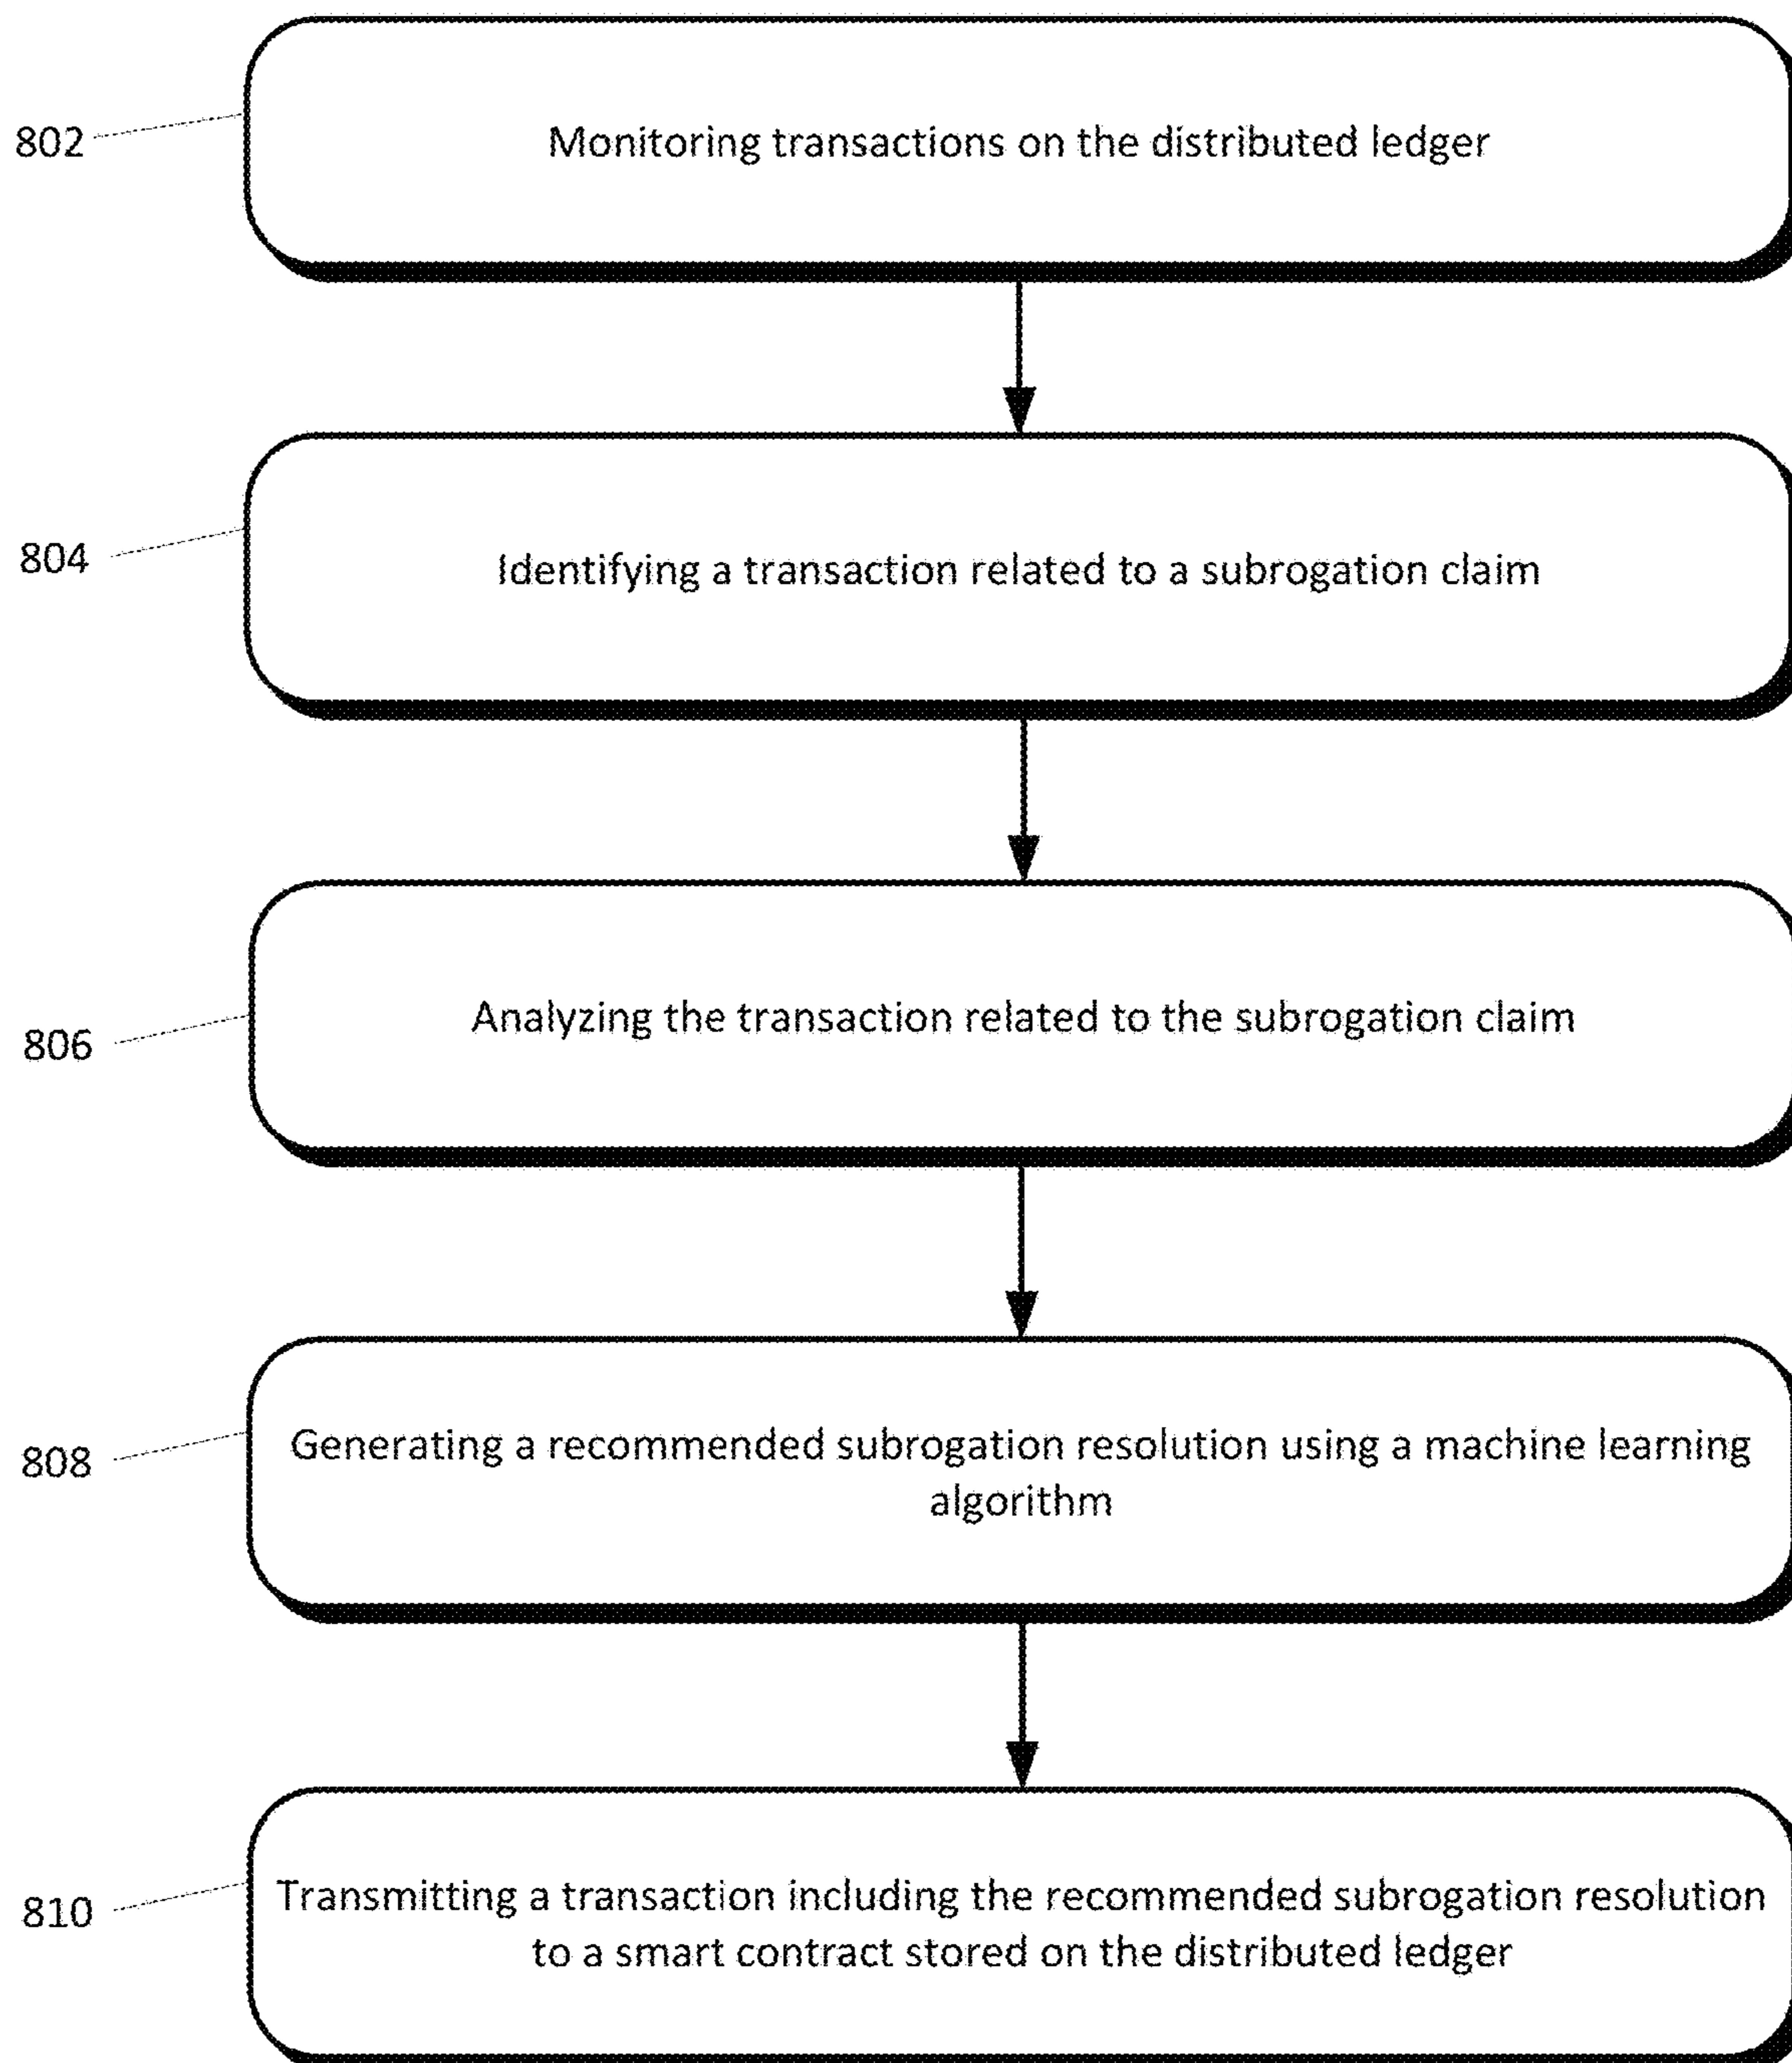 802
Monitoring transactions on the distributed ledger
804
Identifying a transaction related to a subrogation claim
806
Analyzing the transaction related to the subrogation claim
808
Generating a recommended subrogation resolution using a machine learning
algorithm
810
Transmitting a transaction including the recommended subrogation resolution
to a smart contract stored on the distributed ledger